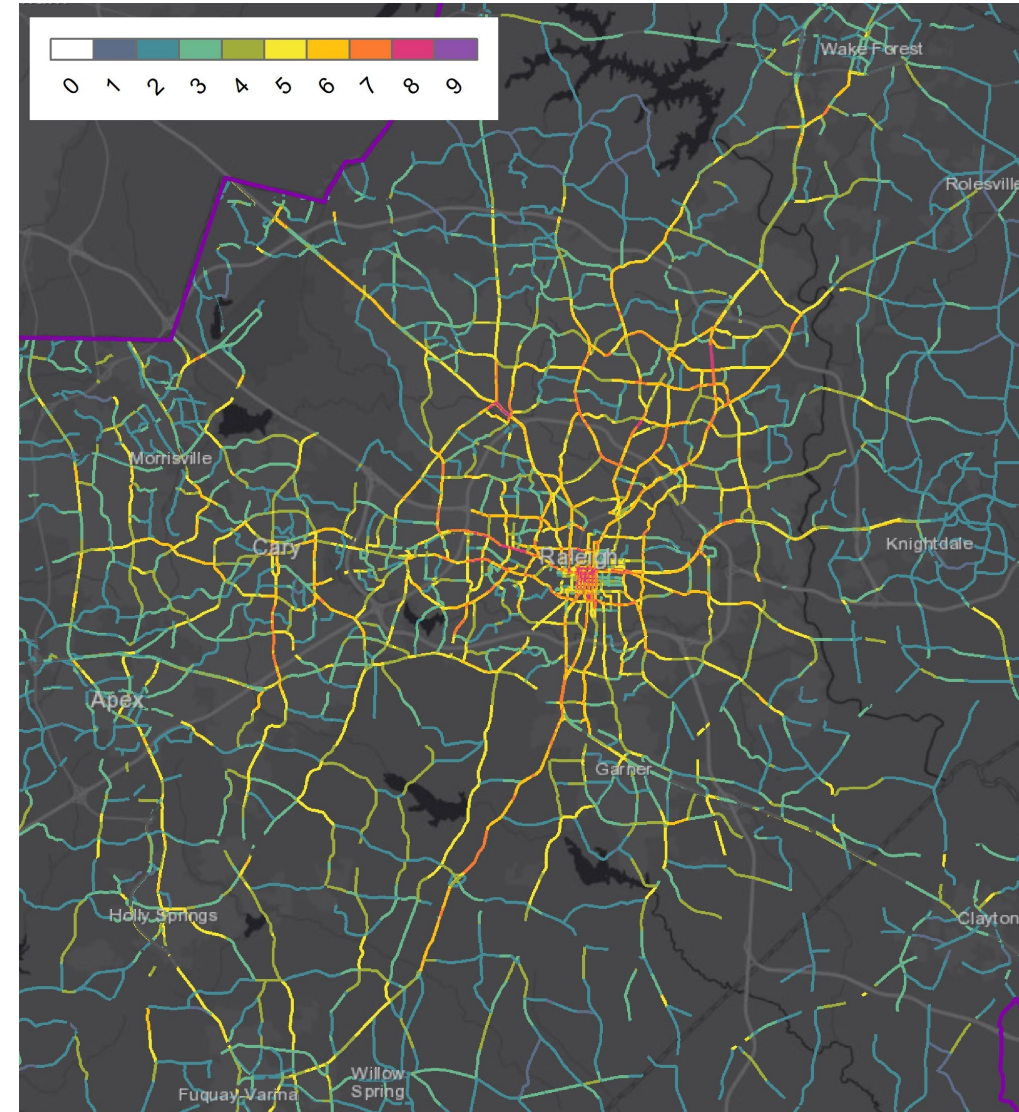 0 1 2 3 4 5 6 7 8 9
Wake Forest
Rolesville
Morrisville
Cary
Raleigh
Knightdale
Apex
Garner
Holly Springs
Clayton
Willow
Spring
Fuquay-Varina